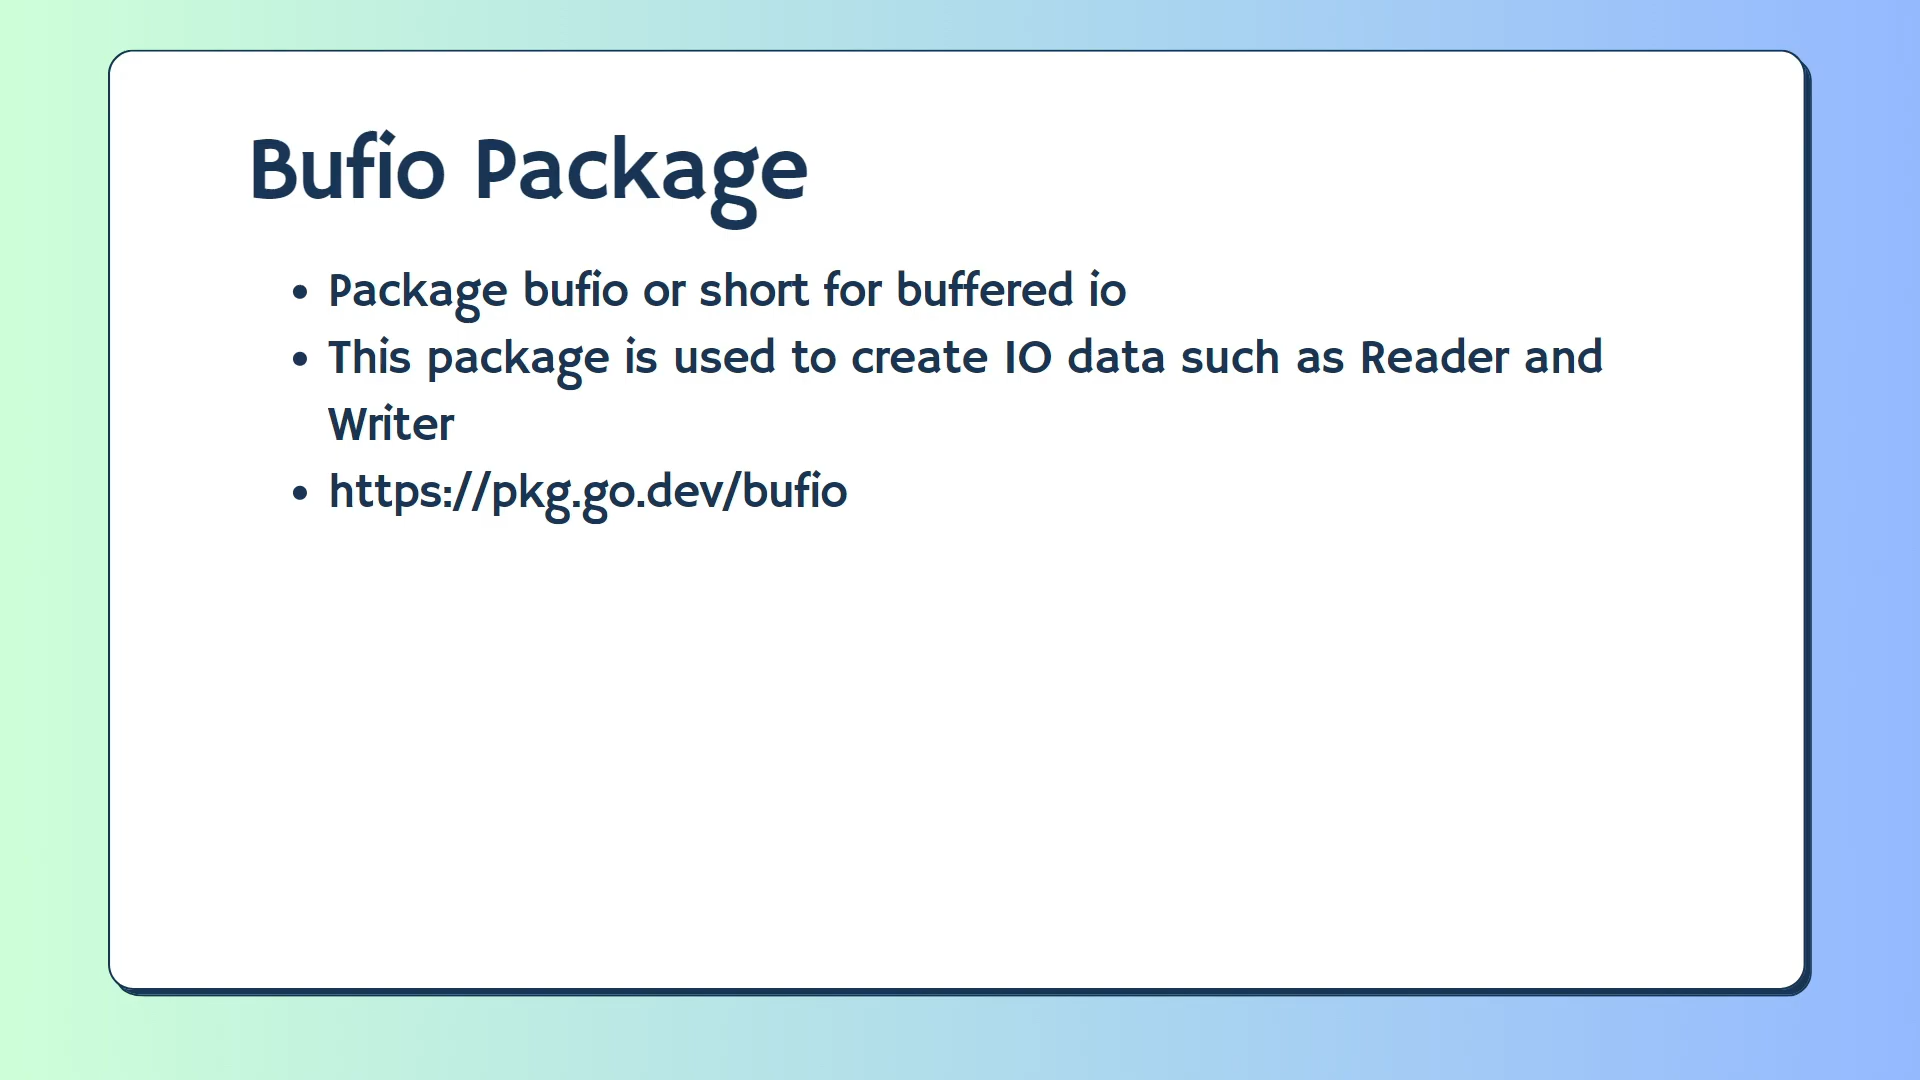 Bufio Package
• Package bufio or short for buffered io
• This package is used to create IO data such as Reader and
Writer
• https://pkg.go.dev/bufio